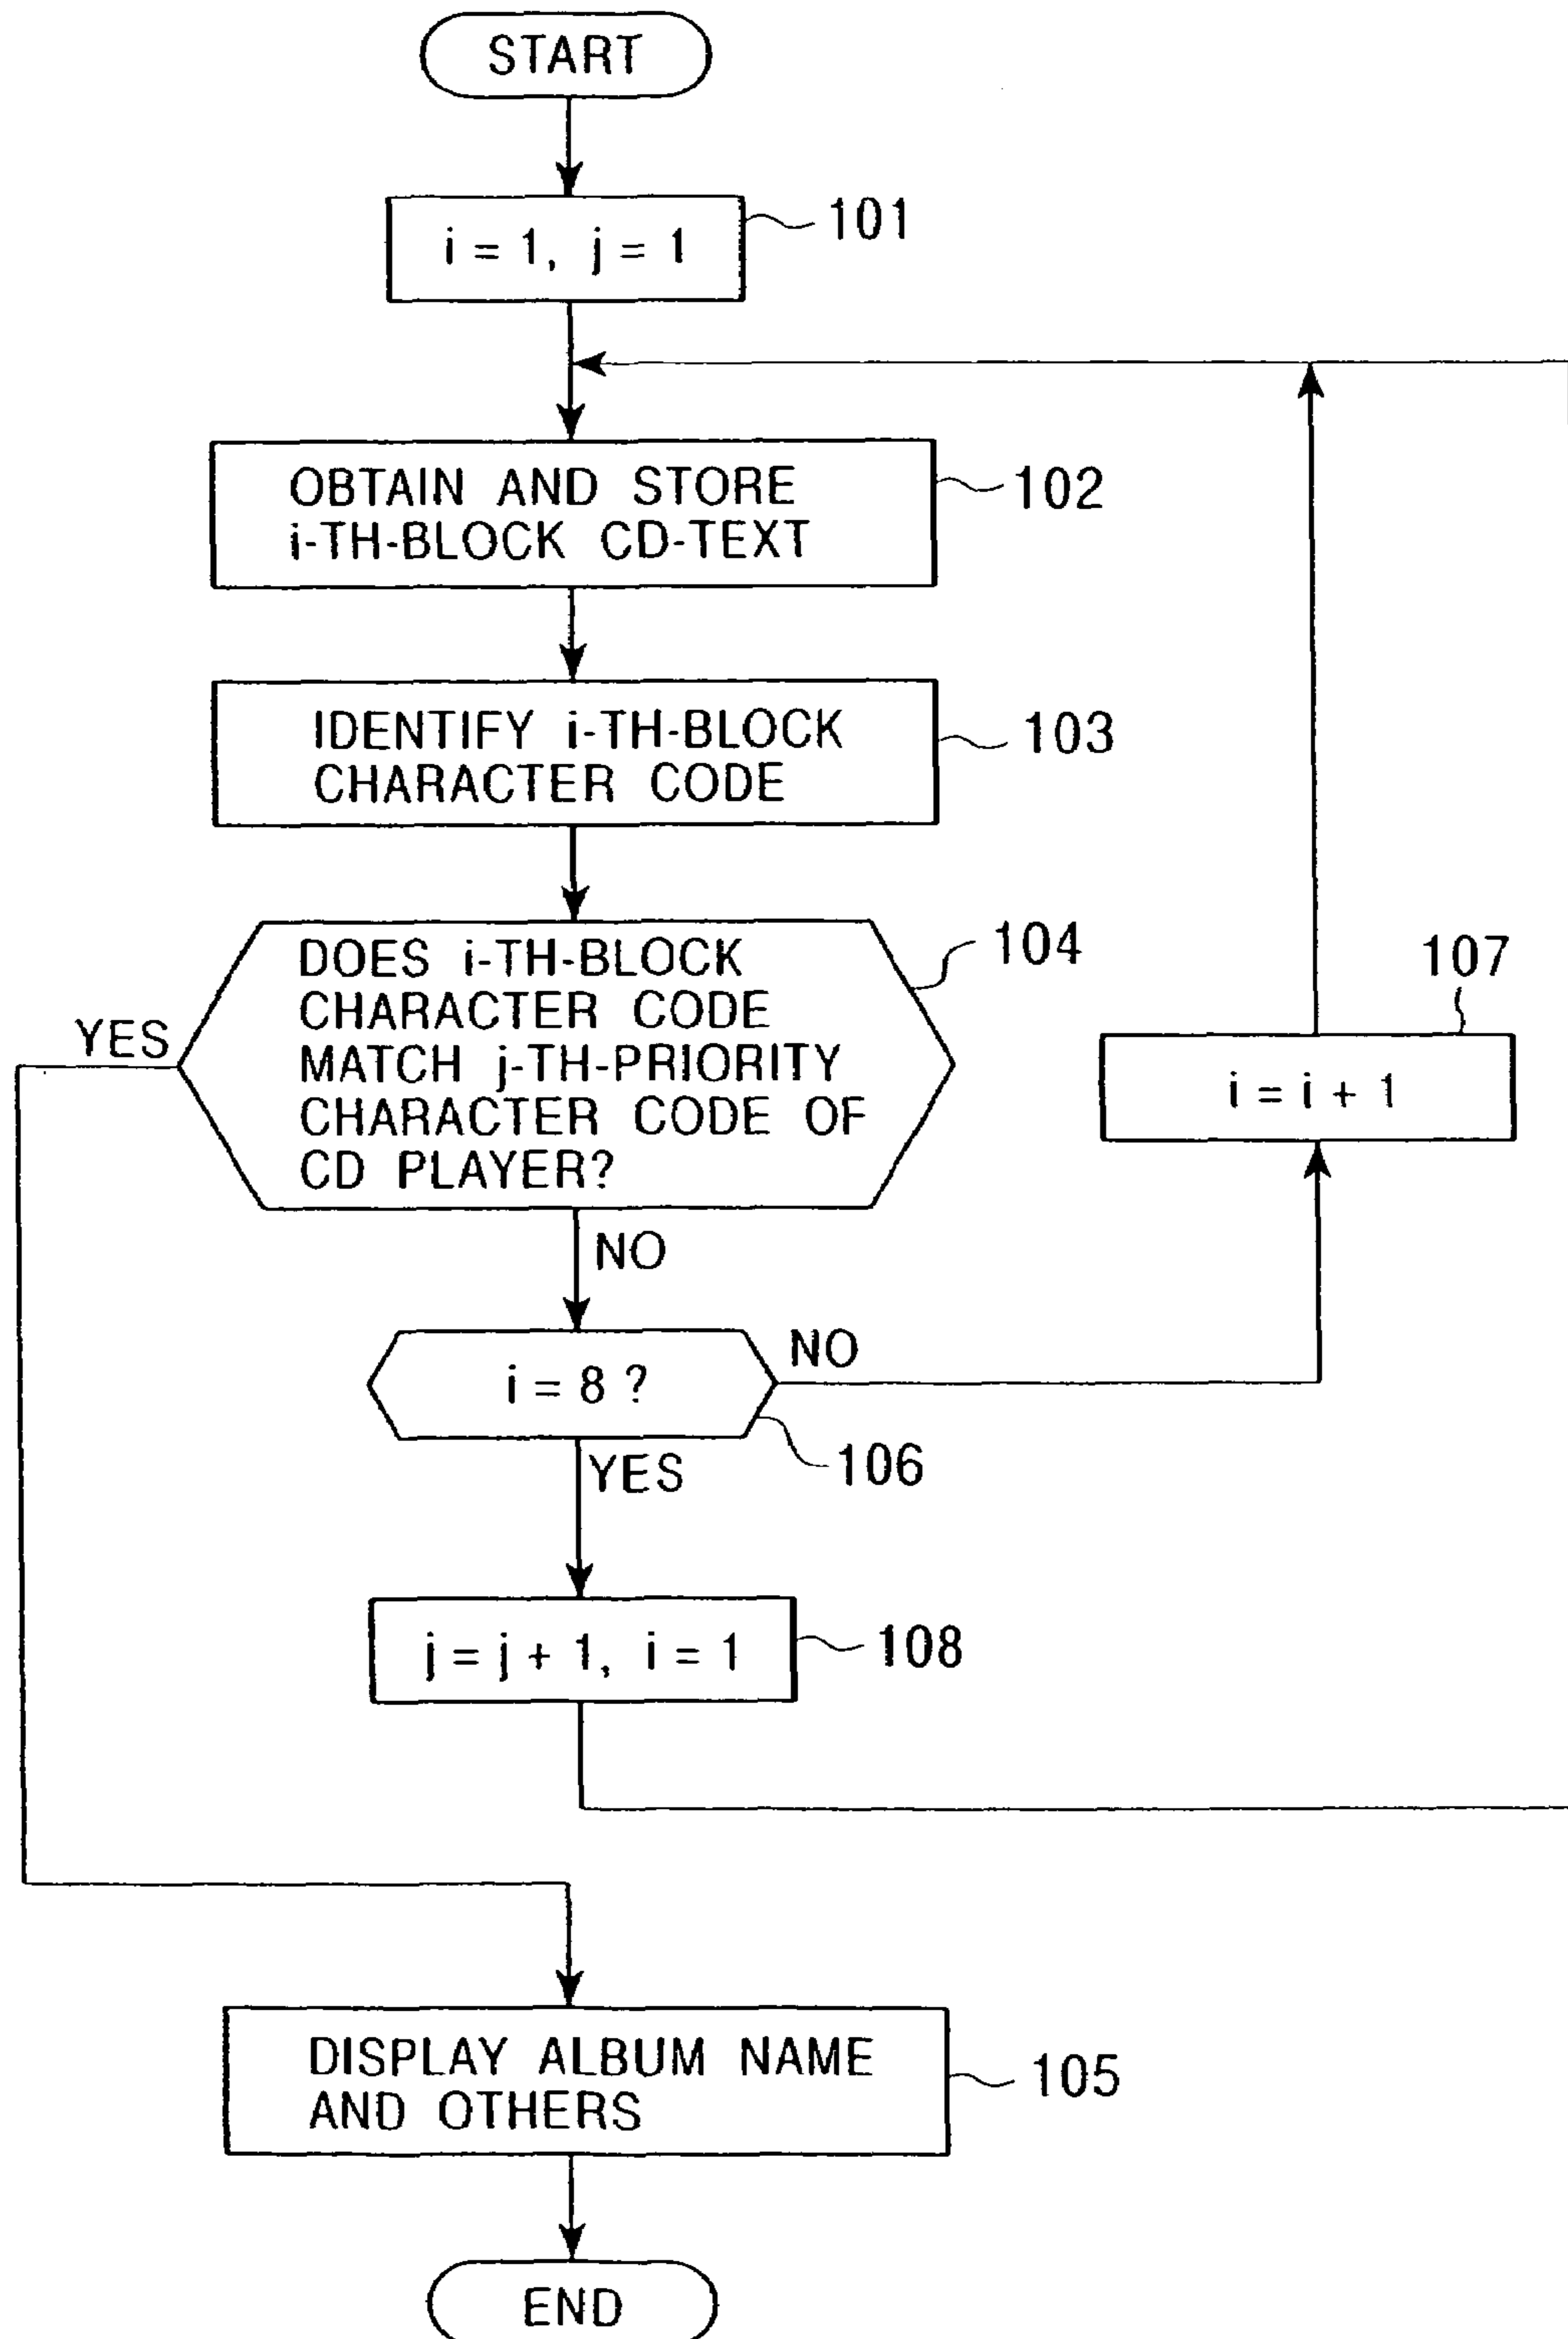 START
i = 1, j = 1
101
OBTAIN AND STORE
i-TH-BLOCK CD-TEXT
102
IDENTIFY i-TH-BLOCK
CHARACTER CODE
103
DOES i-TH-BLOCK
CHARACTER CODE
MATCH j-TH-PRIORITY
CHARACTER CODE OF
CD PLAYER?
104
YES
NO
107
i = i + 1
i = 8 ?
NO
106
YES
j = j + 1, i = 1
108
DISPLAY ALBUM NAME
AND OTHERS
105
END